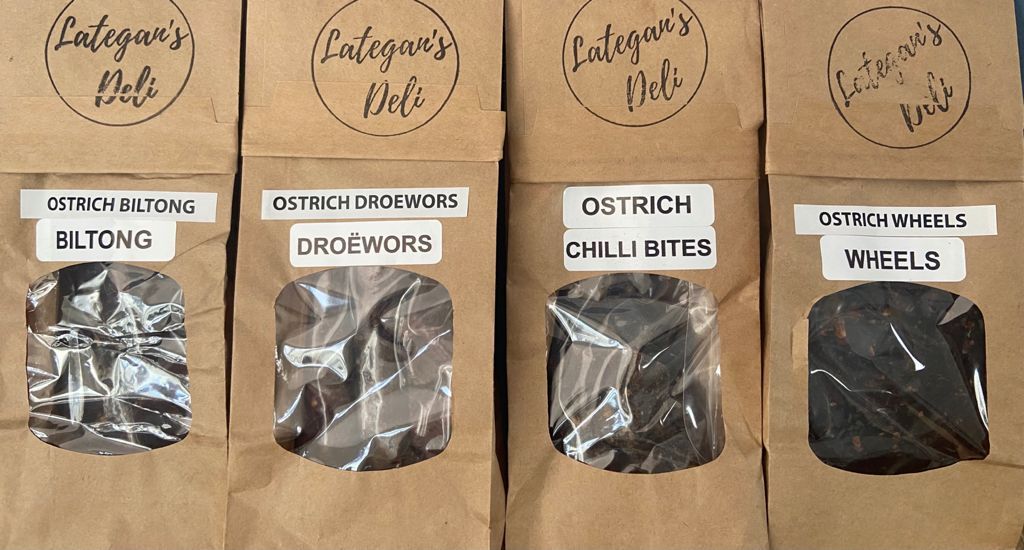 Lategan's
Deli
OSTRICH BILTONG
BILTONG
Lategan's
Deli
OSTRICH DROEWORS
DROËWORS
Lategan's
Deli
OSTRICH
CHILLI BITES
Lategan's
Deli
OSTRICH WHEELS
WHEELS